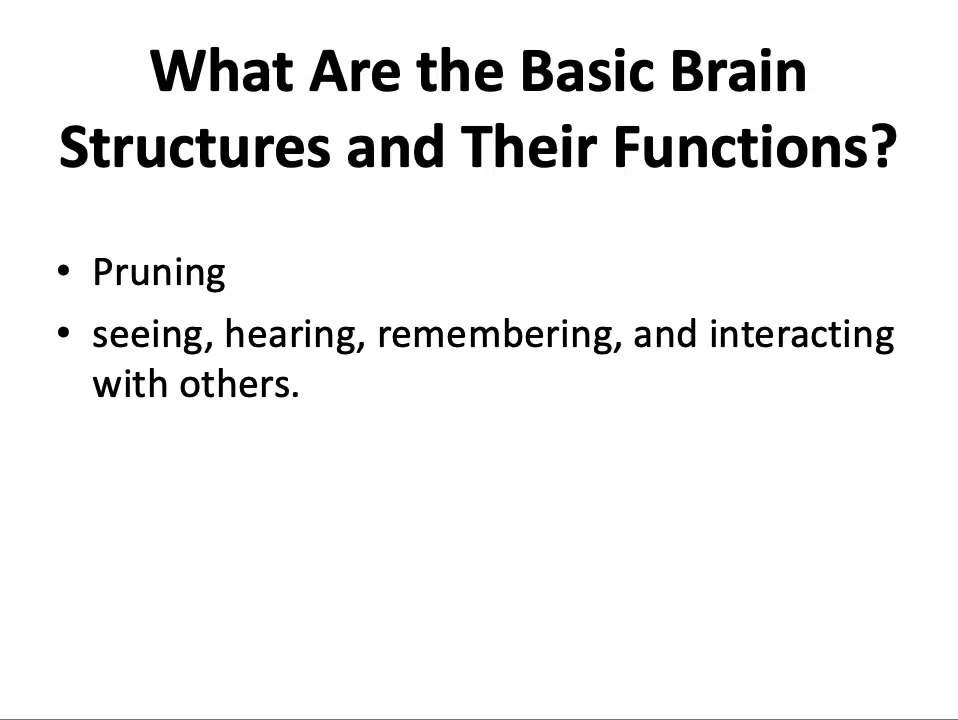 What Are the Basic Brain
Structures and Their Functions?
• Pruning
• seeing, hearing, remembering, and interacting
with others.